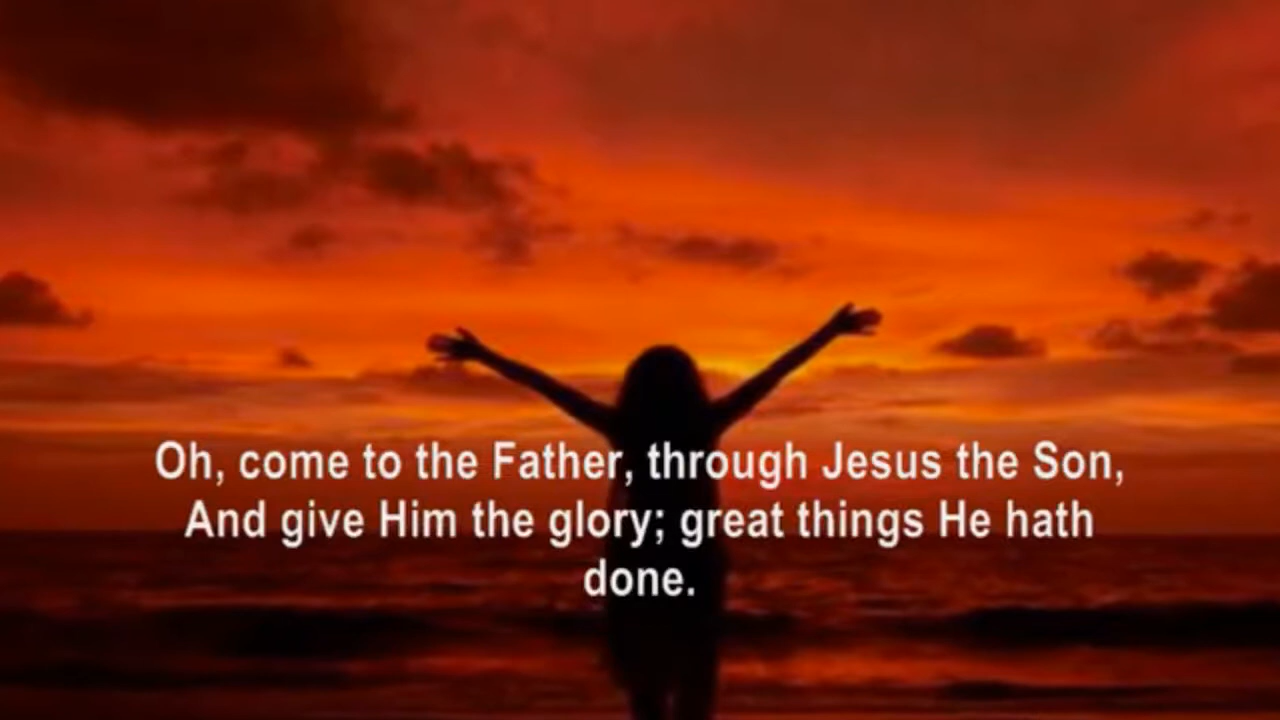 Oh, come to the Father, through Jesus the Son,
And give Him the glory; great things He hath
done.